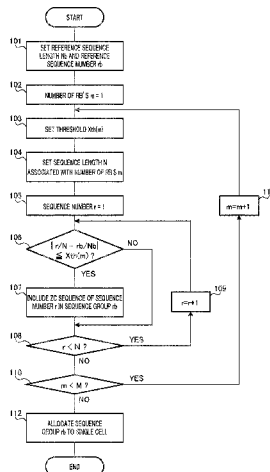 START
101
SET REFERENCE SEQUENCE
LENGTH Nb AND REFERENCE
SEQUENCE NUMBER rb
102
NUMBER OF RB'S m = 1
103
SET THRESHOLD Xth(m)
104
SET SEQUENCE LENGTH N
ASSOCIATED WITH NUMBER OF RB'S m
105
SEQUENCE NUMBER r = 1
106
| r/N - rb/Nb|
≦ Xth(m) ?
NO
YES
107
INCLUDE ZC SEQUENCE OF SEQUENCE
NUMBER r IN SEQUENCE GROUP rb
108
r < N ?
YES
NO
r=r+1
109
110
m < M ?
YES
NO
m=m+1
11
112
ALLOCATE SEQUENCE
GROUP rb TO SINGLE CELL
END